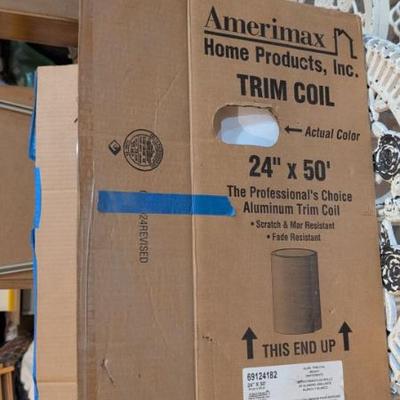 Amerimax
Home Products, Inc.
TRIM COIL
Actual Color
24" x 50'
The Professional's Choice
Aluminum Trim Coil
• Scratch & Mar Resistant
• Fade Resistant
THIS END UP
69124182
24" X 50'
REVISED